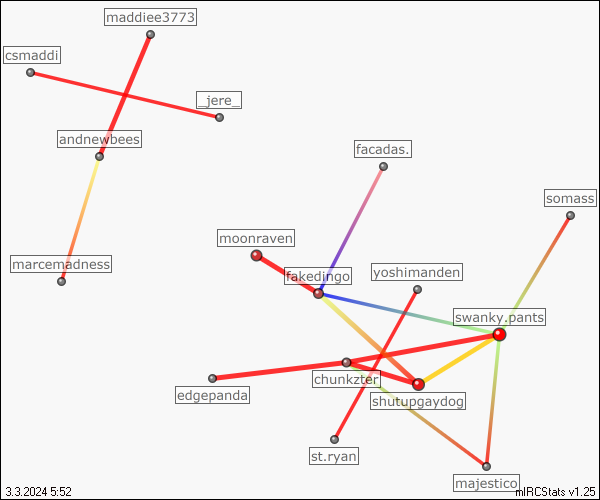 maddiee3773
csmaddi
_jere_
andnewbees
facadas.
somass
moonraven
marcemadness
fakedingo
yoshimanden
swanky.pants
chunkzter
edgepanda
shutupgaydog
st.ryan
majestico
3.3.2024 5:52
mIRCStats v1.25